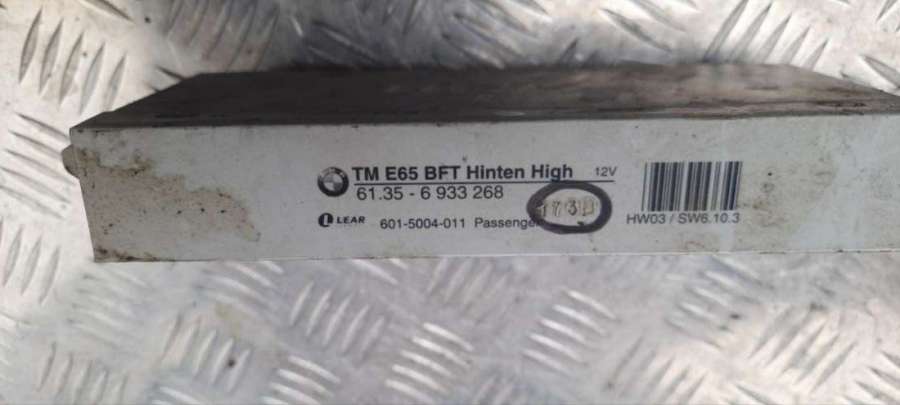 TM E65 BFT Hinten High 12V
61.35 - 6 933 268
LEAR 601-5004-011 Passenger
HW03 / SW6.10.3